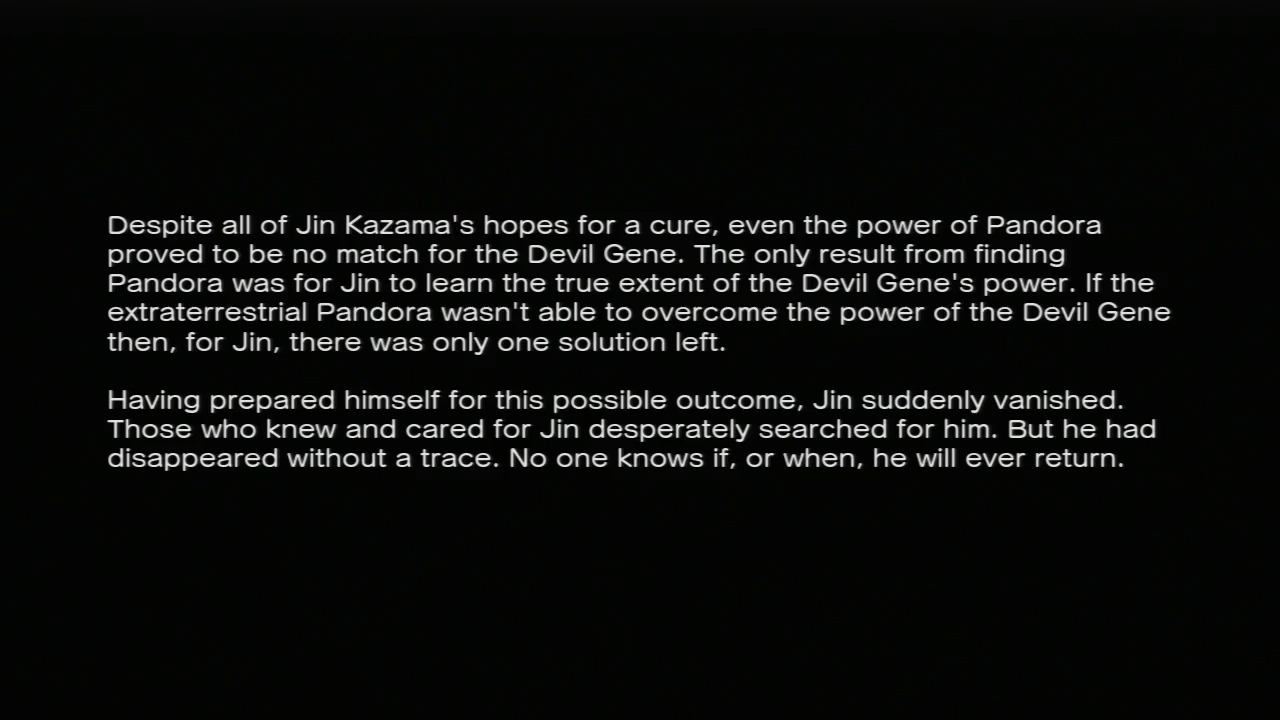 Despite all of Jin Kazama's hopes for a cure, even the power of Pandora
proved to be no match for the Devil Gene. The only result from finding
Pandora was for Jin to learn the true extent of the Devil Gene's power. If the
extraterrestrial Pandora wasn't able to overcome the power of the Devil Gene
then, for Jin, there was only one solution left.
Having prepared himself for this possible outcome, Jin suddenly vanished.
Those who knew and cared for Jin desperately searched for him. But he had
disappeared without a trace. No one knows if, or when, he will ever return.